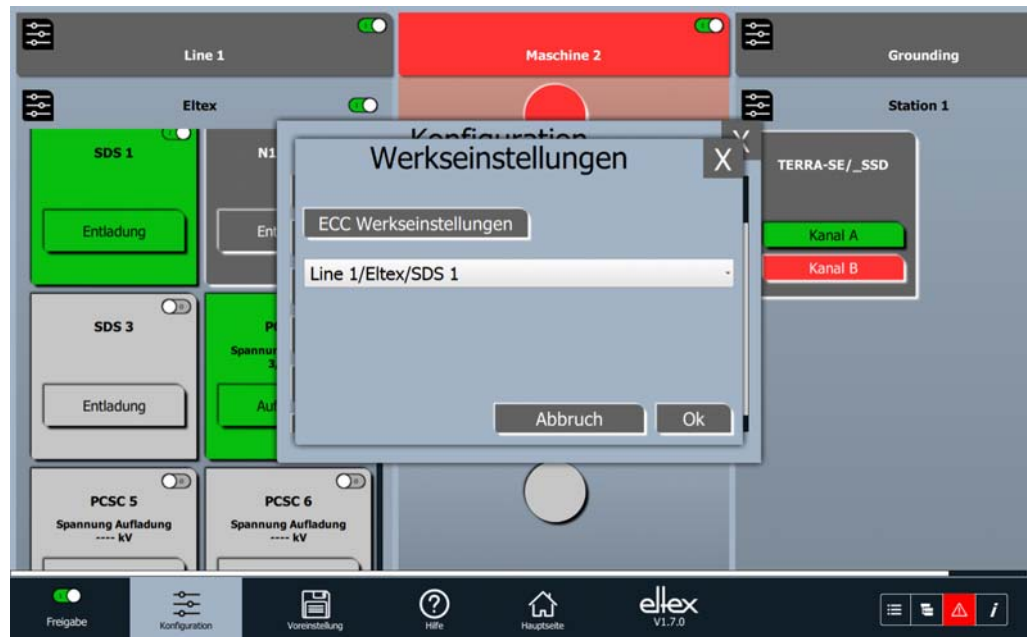 Line 1
Maschine 2
Grounding
Eltex
Station 1
Konfiguration
X
Werkseinstellungen
X
SDS 1
Entladung
N1
TERRA-SE/_SSD
Kanal A
Kanal B
ECC Werkseinstellungen
Line 1/Eltex/SDS 1
SDS 3
Entladung
Abbruch
Ok
PCSC 5
Spannung Aufladung
---- kV
PCSC 6
Spannung Aufladung
---- kV
Freigabe
Konfiguration
Voreinstellung
?
Hilfe
Hauptseite
eltex
V1.7.0
i